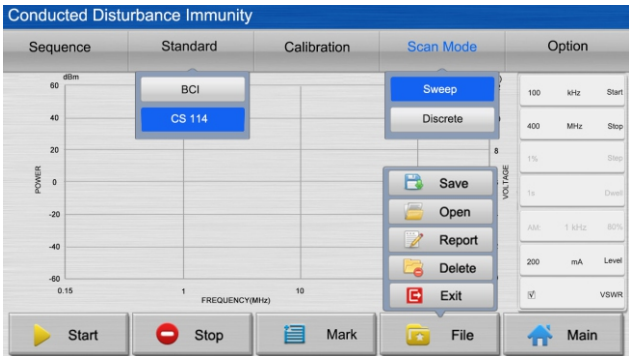 Conducted Disturbance Immunity
Sequence Standard Calibration Scan Mode Option
dBm
60
40
20
0
-20
-40
-60
POWER
0.15 1 10
FREQUENCY(MHz)
8
VOLTAGE
BCI
CS 114
Sweep
Discrete
Save
Open
Report
Delete
Exit
100 kHz Start
400 MHz Stop
1% Step
1s Dwell
AM: 1 kHz 80%
200 mA Level
VSWR
Start Stop Mark File Main